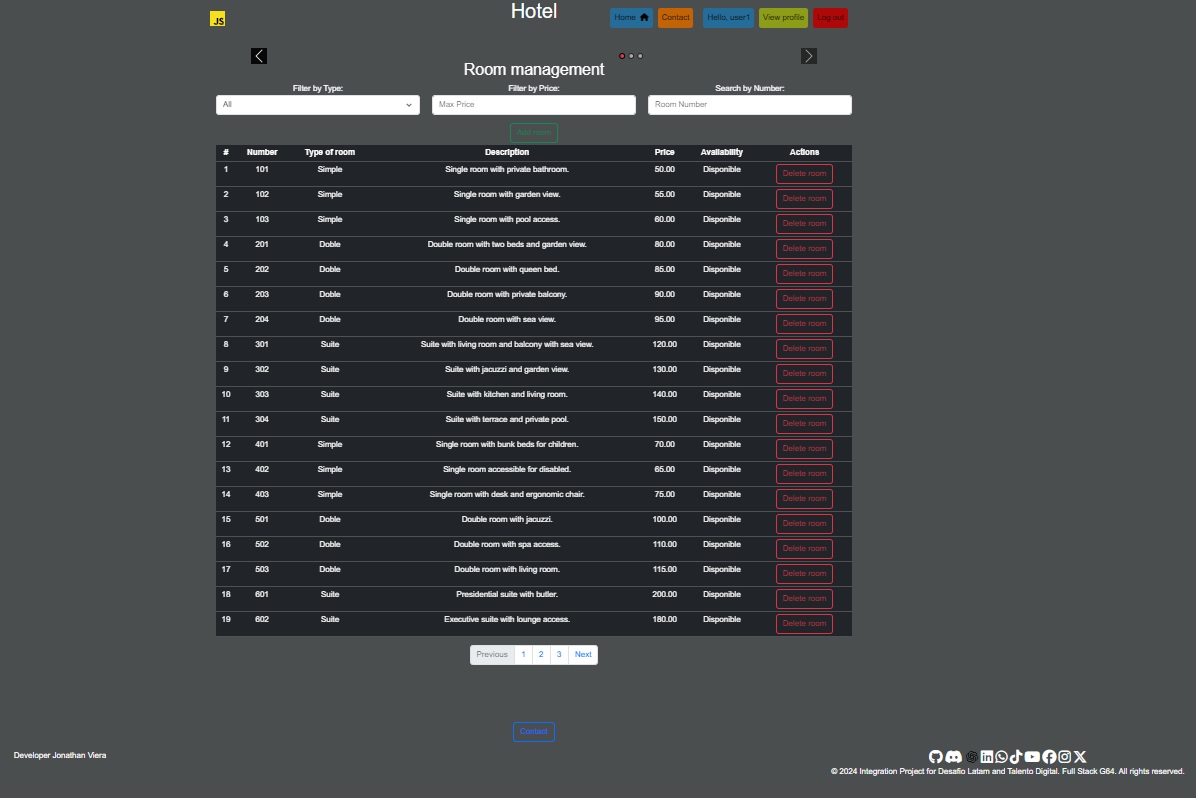 JS
Hotel
Home Contact Hello, user1 View profile Log out
Room management
Filter by Type: Filter by Price: Search by Number:
All Max Price Room Number
Add room
# Number Type of room Description Price Availability Actions
1 101 Simple Single room with private bathroom. 50.00 Disponible Delete room
2 102 Simple Single room with garden view. 55.00 Disponible Delete room
3 103 Simple Single room with pool access. 60.00 Disponible Delete room
4 201 Doble Double room with two beds and garden view. 80.00 Disponible Delete room
5 202 Doble Double room with queen bed. 85.00 Disponible Delete room
6 203 Doble Double room with private balcony. 90.00 Disponible Delete room
7 204 Doble Double room with sea view. 95.00 Disponible Delete room
8 301 Suite Suite with living room and balcony with sea view. 120.00 Disponible Delete room
9 302 Suite Suite with jacuzzi and garden view. 130.00 Disponible Delete room
10 303 Suite Suite with kitchen and living room. 140.00 Disponible Delete room
11 304 Suite Suite with terrace and private pool. 150.00 Disponible Delete room
12 401 Simple Single room with bunk beds for children. 70.00 Disponible Delete room
13 402 Simple Single room accessible for disabled. 65.00 Disponible Delete room
14 403 Simple Single room with desk and ergonomic chair. 75.00 Disponible Delete room
15 501 Doble Double room with jacuzzi. 100.00 Disponible Delete room
16 502 Doble Double room with spa access. 110.00 Disponible Delete room
17 503 Doble Double room with living room. 115.00 Disponible Delete room
18 601 Suite Presidential suite with butler. 200.00 Disponible Delete room
19 602 Suite Executive suite with lounge access. 180.00 Disponible Delete room
Previous 1 2 3 Next
Contact
Developer Jonathan Viera
© 2024 Integration Project for Desafio Latam and Talento Digital. Full Stack G64. All rights reserved.